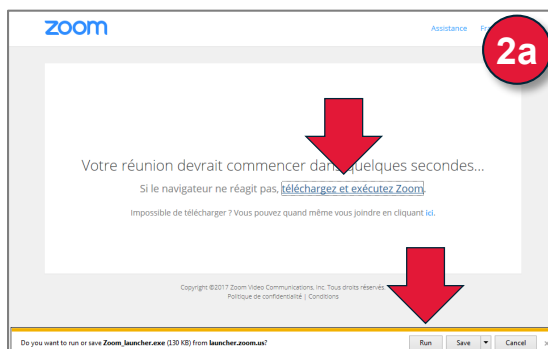 zoom
Assistance
2a
Votre réunion devrait commencer dans quelques secondes...
Si le navigateur ne réagit pas, téléchargez et exécutez Zoom.
Impossible de télécharger ? Vous pouvez quand même vous joindre en cliquant ici.
Copyright ©2017 Zoom Video Communications, Inc. Tous droits réservés.
Politique de confidentialité | Conditions
Do you want to run or save Zoom_launcher.exe (130 KB) from launcher.zoom.us?
Run
Save
Cancel